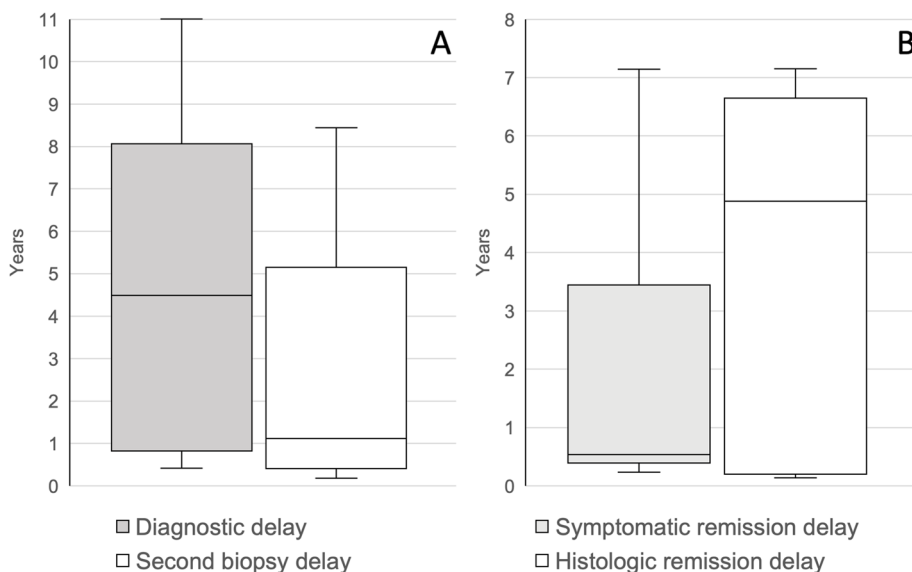 A
11
10
9
8
7
6
5
4
3
2
1
0
Years
Diagnostic delay
Second biopsy delay
B
8
7
6
5
4
3
2
1
0
Years
Symptomatic remission delay
Histologic remission delay